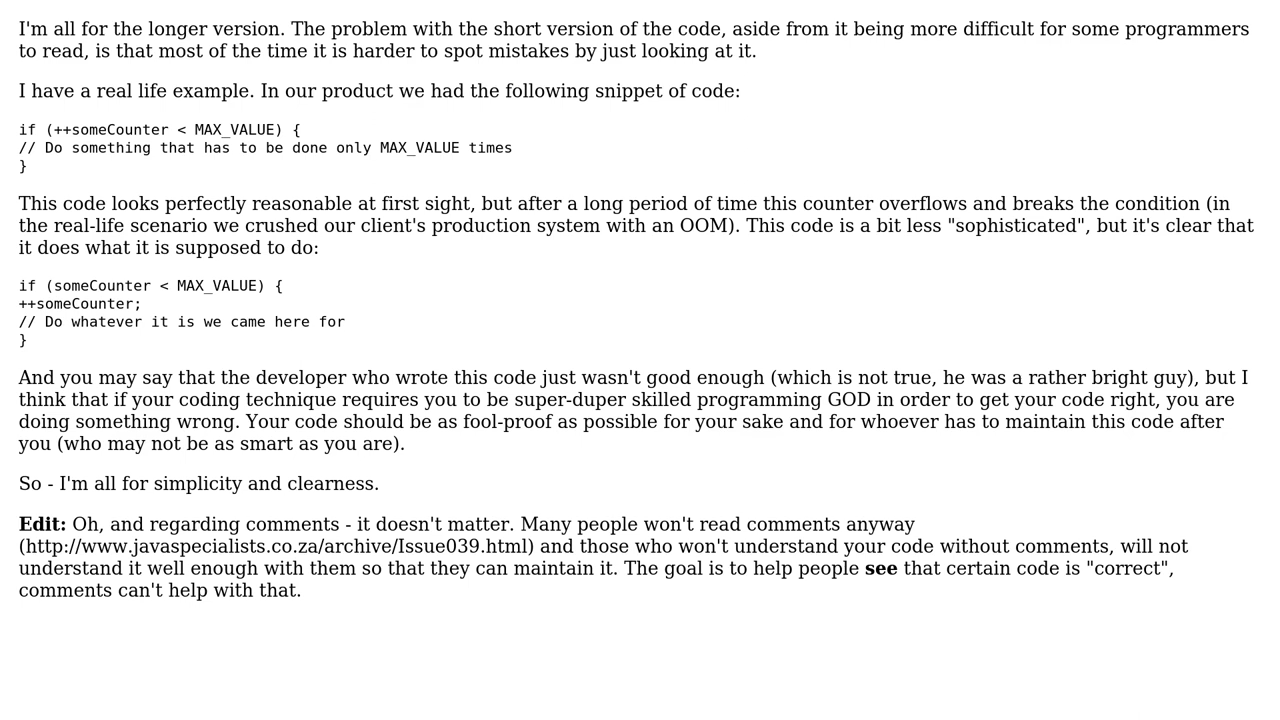 I'm all for the longer version. The problem with the short version of the code, aside from it being more difficult for some programmers
to read, is that most of the time it is harder to spot mistakes by just looking at it.
I have a real life example. In our product we had the following snippet of code:
if (++someCounter < MAX_VALUE) {
// Do something that has to be done only MAX_VALUE times
}
This code looks perfectly reasonable at first sight, but after a long period of time this counter overflows and breaks the condition (in
the real-life scenario we crushed our client's production system with an OOM). This code is a bit less "sophisticated", but it's clear that
it does what it is supposed to do:
if (someCounter < MAX_VALUE) {
++someCounter;
// Do whatever it is we came here for
}
And you may say that the developer who wrote this code just wasn't good enough (which is not true, he was a rather bright guy), but I
think that if your coding technique requires you to be super-duper skilled programming GOD in order to get your code right, you are
doing something wrong. Your code should be as fool-proof as possible for your sake and for whoever has to maintain this code after
you (who may not be as smart as you are).
So - I'm all for simplicity and clearness.
Edit: Oh, and regarding comments - it doesn't matter. Many people won't read comments anyway
(http://www.javaspecialists.co.za/archive/Issue039.html) and those who won't understand your code without comments, will not
understand it well enough with them so that they can maintain it. The goal is to help people see that certain code is "correct",
comments can't help with that.